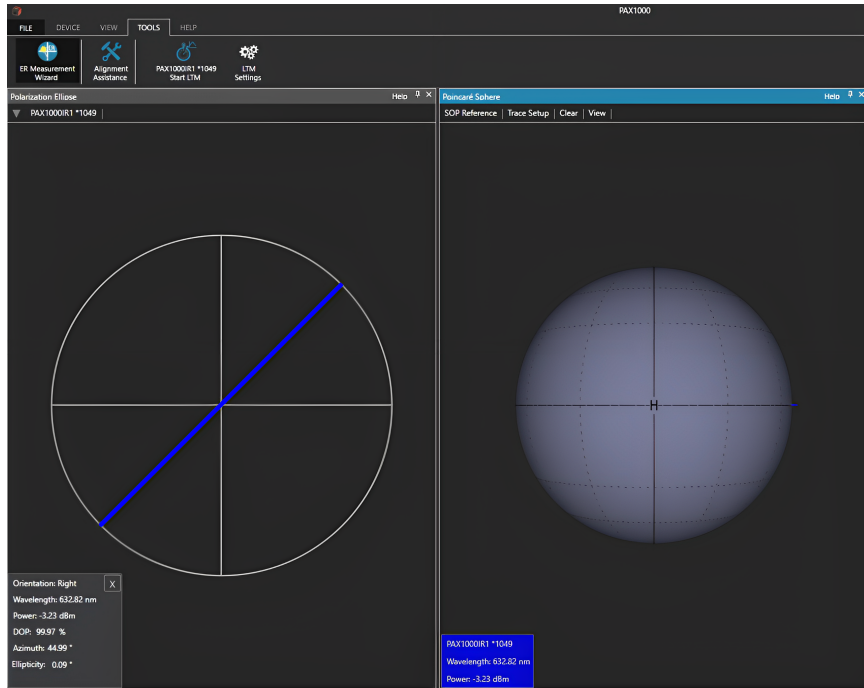 PAX1000
FILE DEVICE VIEW TOOLS HELP
ER Measurement Wizard
Alignment Assistance
PAX1000IR1 *1049 Start LTM
LTM Settings
Polarization Ellipse Help
PAX1000IR1 *1049
Orientation: Right X
Wavelength: 632.82 nm
Power: -3.23 dBm
DOP: 99.97 %
Azimuth: 44.99 °
Ellipticity: 0.09 °
Poincaré Sphere Help
SOP Reference Trace Setup Clear View
H
PAX1000IR1 *1049
Wavelength: 632.82 nm
Power: -3.23 dBm